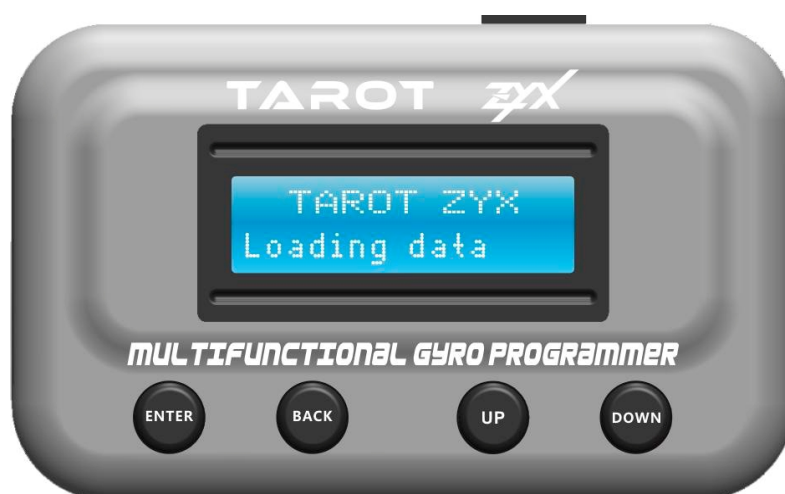 TAROT ZYX
TAROT ZYX
Loading data
MULTIFUNCTIONAL GYRO PROGRAMMER
ENTER BACK UP DOWN